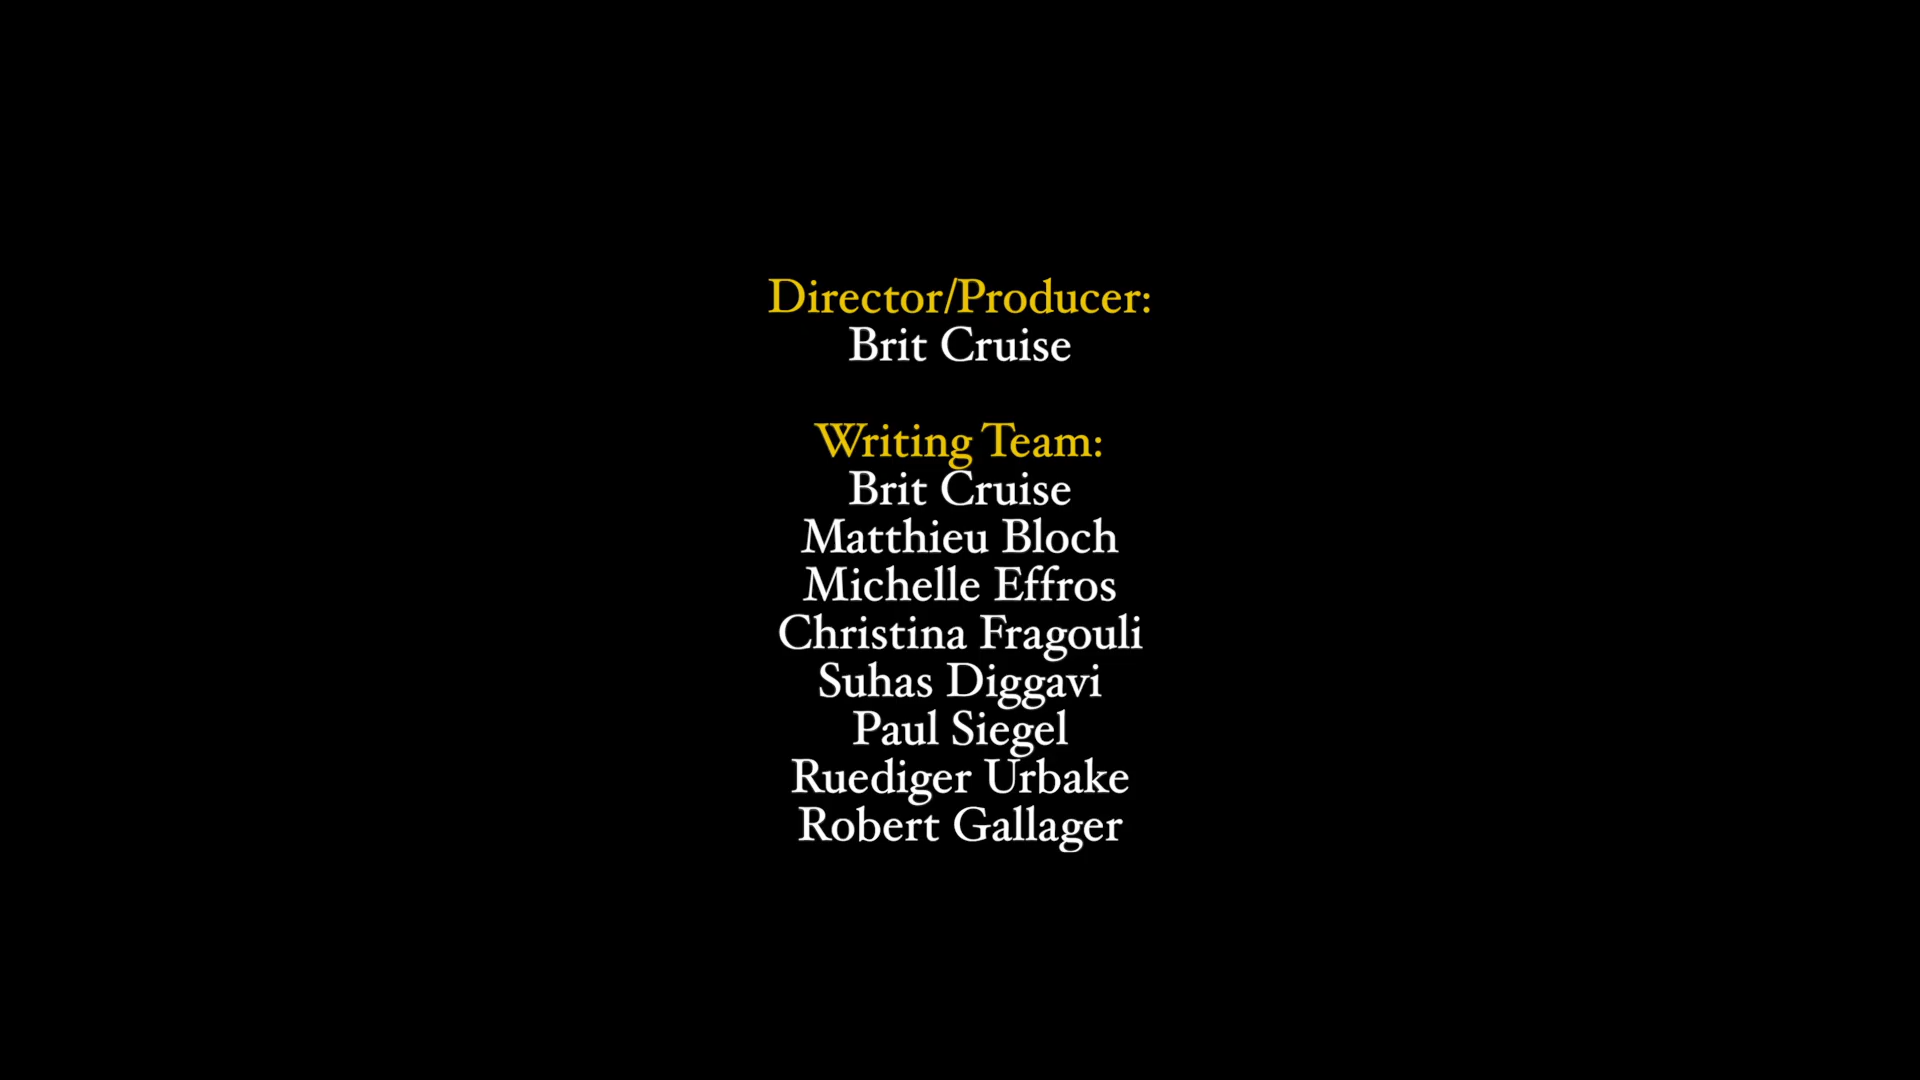 Director/Producer:
Brit Cruise
Writing Team:
Brit Cruise
Matthieu Bloch
Michelle Effros
Christina Fragouli
Suhas Diggavi
Paul Siegel
Ruediger Urbake
Robert Gallager